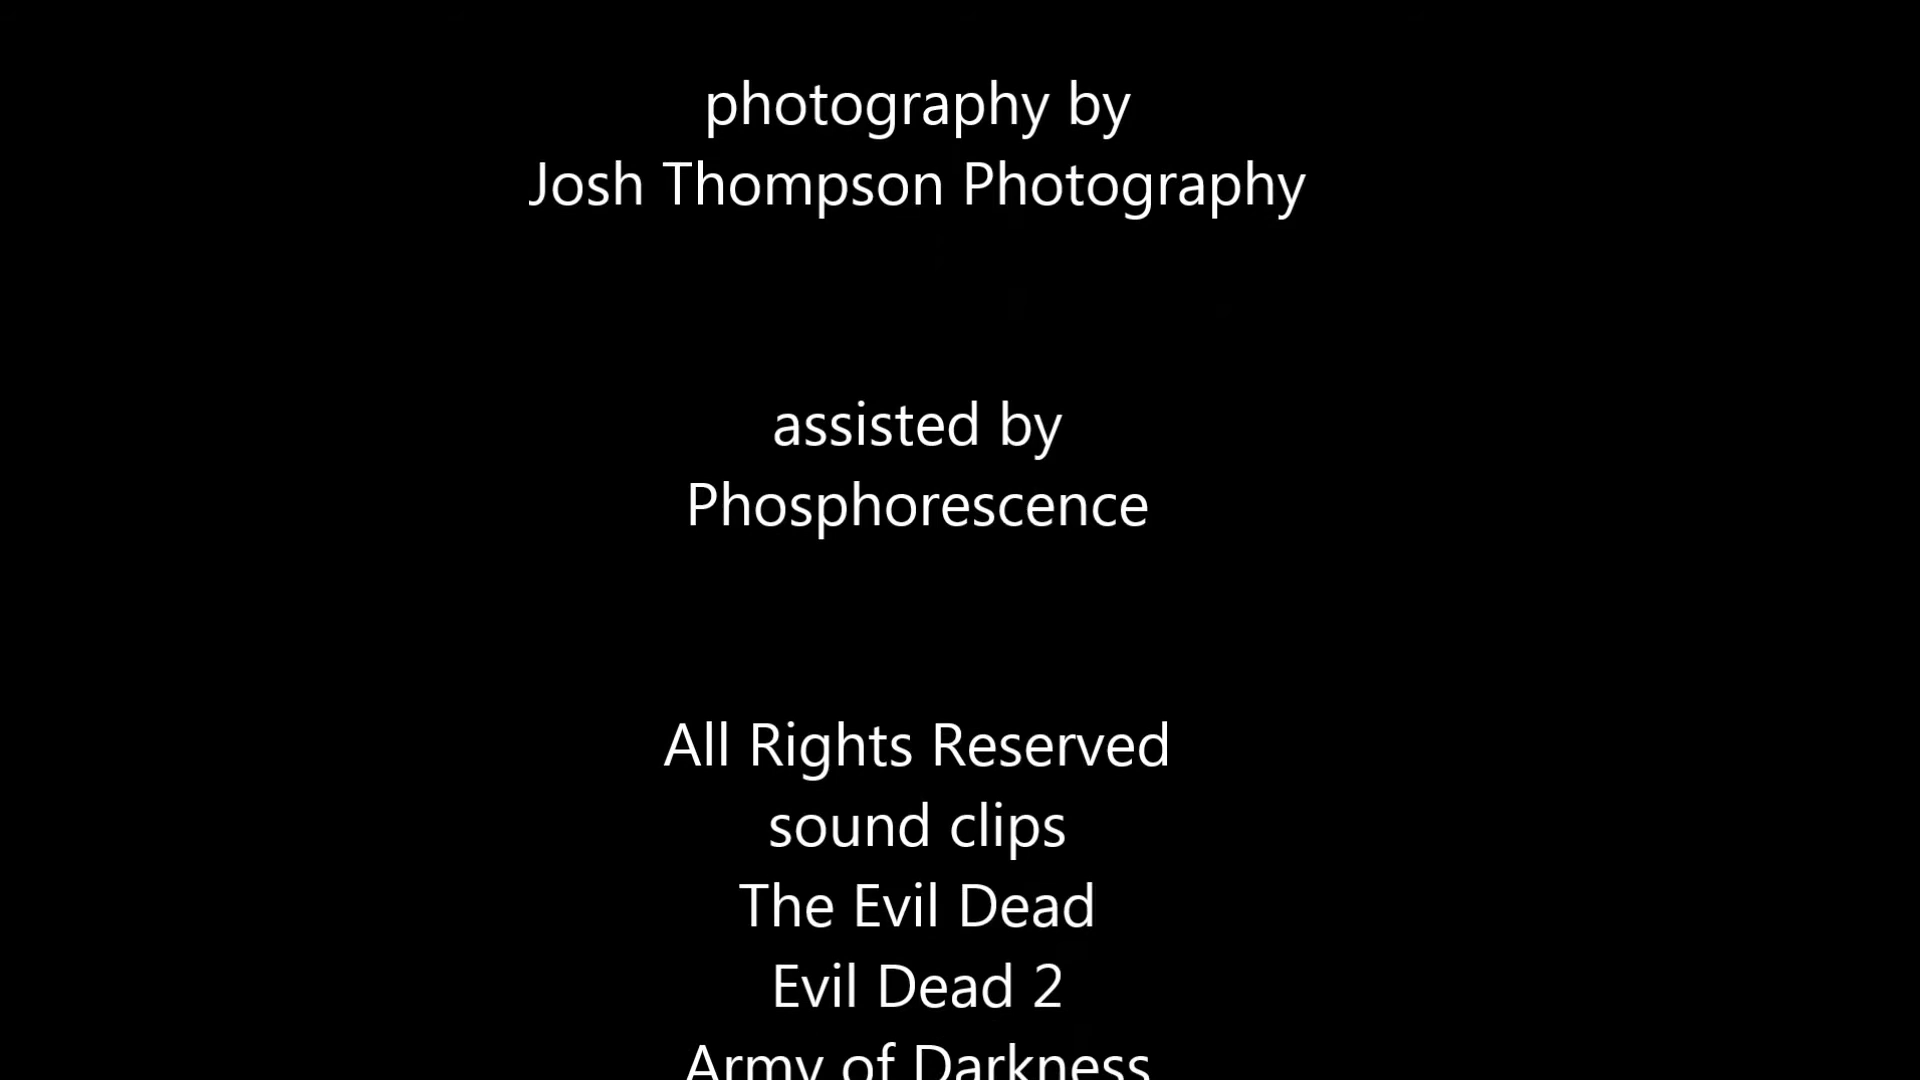 photography by
Josh Thompson Photography
assisted by
Phosphorescence
All Rights Reserved
sound clips
The Evil Dead
Evil Dead 2
Army of Darkness